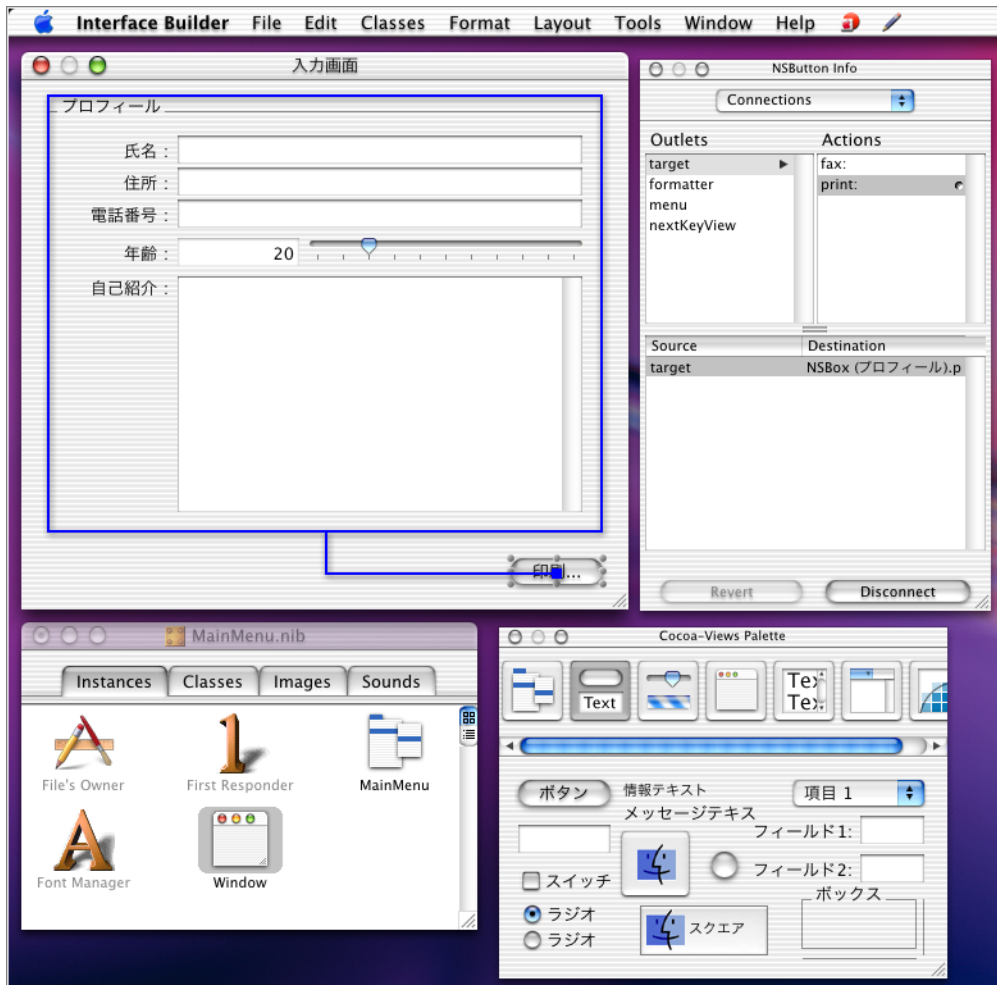 Interface Builder File Edit Classes Format Layout Tools Window Help
入力画面
プロフィール
氏名 :
住所 :
電話番号 :
年齢 : 20
自己紹介 :
印刷...
NSButton Info
Connections
Outlets Actions
target fax:
formatter print:
menu
nextKeyView
Source Destination
target NSBox (プロフィール).p
Revert Disconnect
MainMenu.nib
Instances Classes Images Sounds
File's Owner First Responder MainMenu
Font Manager Window
Cocoa-Views Palette
Text Tex
Tex
ボタン 情報テキスト 項目 1
メッセージテキス
フィールド1:
フィールド2:
スイッチ
ボックス
ラジオ スクエア
ラジオ